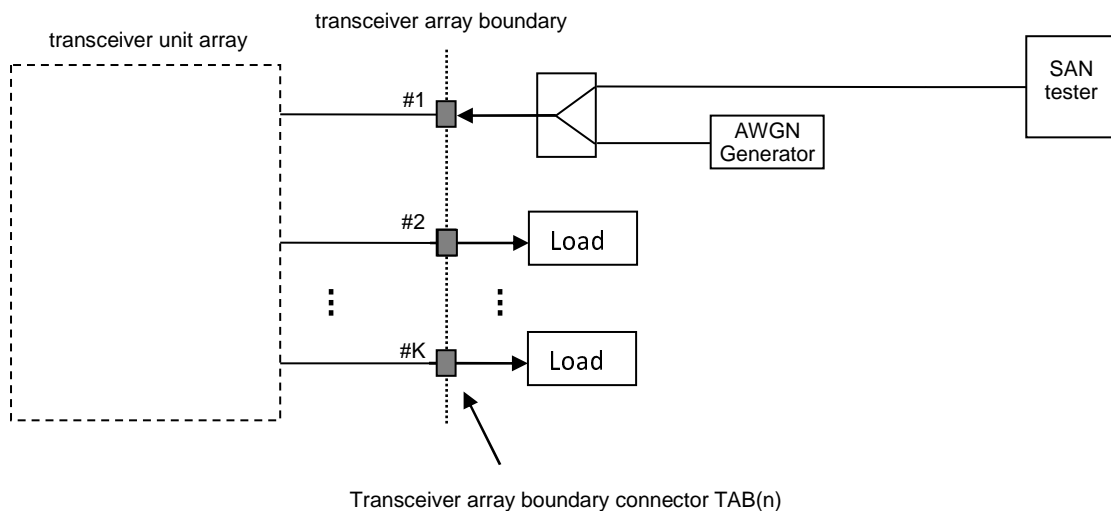 transceiver array boundary
transceiver unit array
SAN
tester
#1
AWGN
Generator
#2
Load
#K
Load
Transceiver array boundary connector TAB(n)